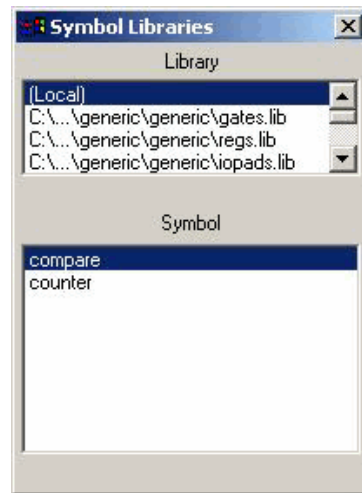 Symbol Libraries
Library
(Local)
C:\...\generic\generic\gates.lib
C:\...\generic\generic\regs.lib
C:\...\generic\generic\iopads.lib
Symbol
compare
counter